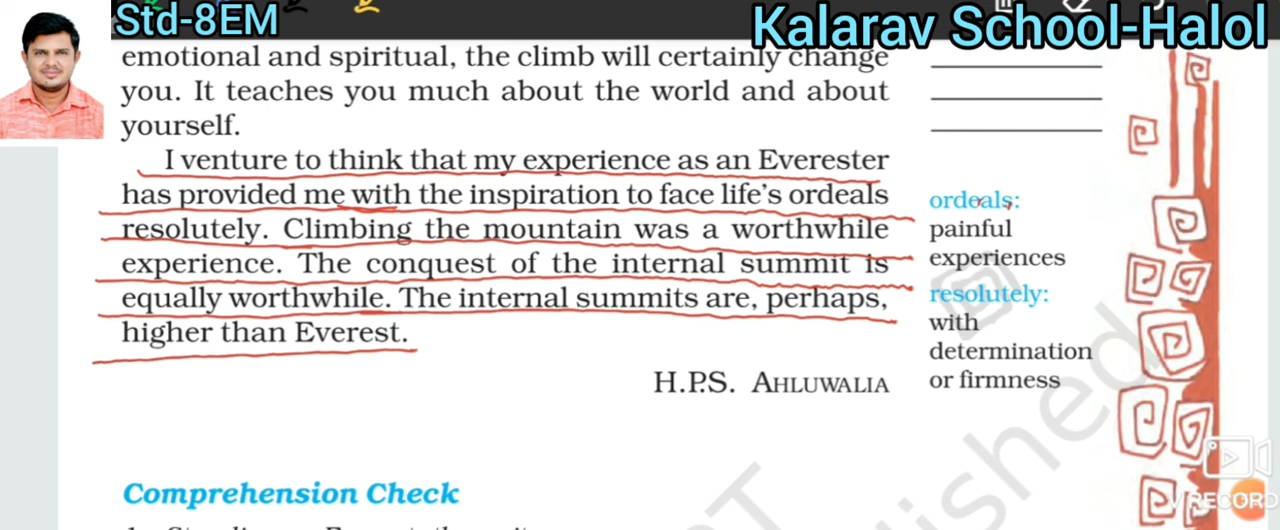 Std-8EM
Kalarav School-Halol
emotional and spiritual, the climb will certainly change
you. It teaches you much about the world and about
yourself.
I venture to think that my experience as an Everester
has provided me with the inspiration to face life's ordeals
resolutely. Climbing the mountain was a worthwhile
experience. The conquest of the internal summit is
equally worthwhile. The internal summits are, perhaps,
higher than Everest.
H.P.S. AHLUWALIA
ordeals:
painful
experiences
resolutely:
with
determination
or firmness
Comprehension Check
RECORD